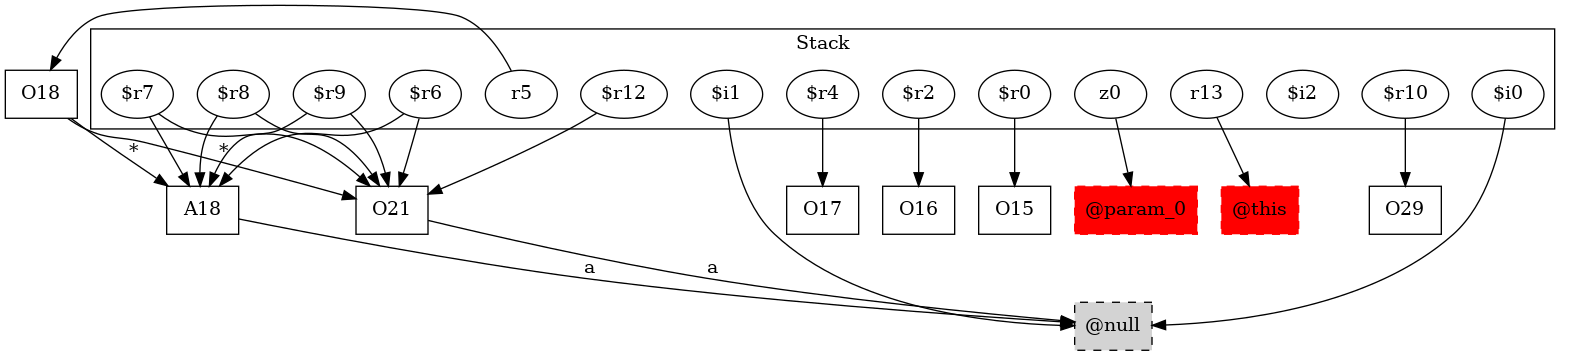 Stack
O18
$r7
$r8
$r9
$r6
r5
$r12
$i1
$r4
$r2
$r0
z0
r13
$i2
$r10
$i0
*
*
A18
O21
O17
O16
O15
@param_0
@this
O29
a
a
@null